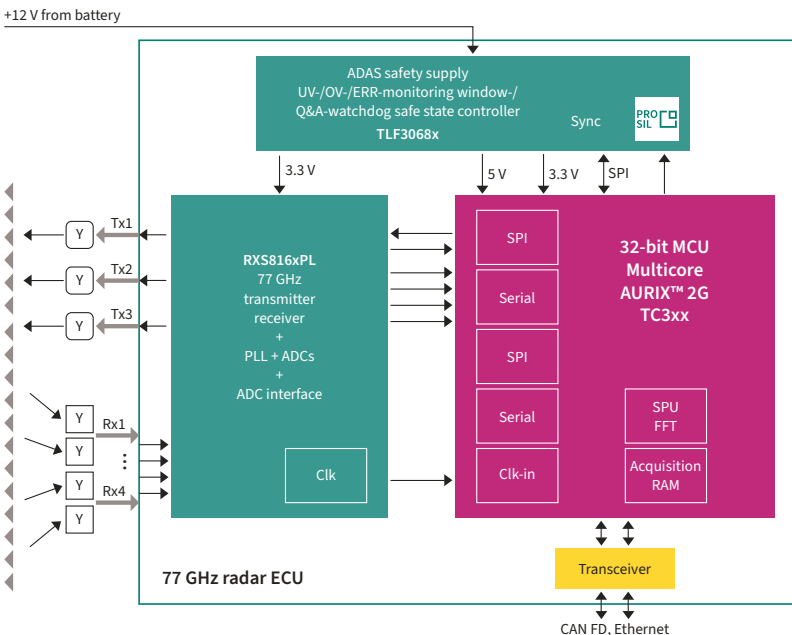 +12 V from battery
ADAS safety supply
UV-/OV-/ERR-monitoring window-/
Q&A-watchdog safe state controller
TLF3068x
Sync
PRO
SIL
3.3 V
5 V
3.3 V
SPI
Tx1
Y
Tx2
Y
Tx3
Y
RXS816xPL
77 GHz
transmitter
receiver
+
PLL + ADCs
+
ADC interface
Clk
SPI
Serial
SPI
Serial
Clk-in
32-bit MCU
Multicore
AURIX™ 2G
TC3xx
SPU
FFT
Acquisition
RAM
Y
Rx1
Y
Y
Rx4
Y
77 GHz radar ECU
Transceiver
CAN FD, Ethernet